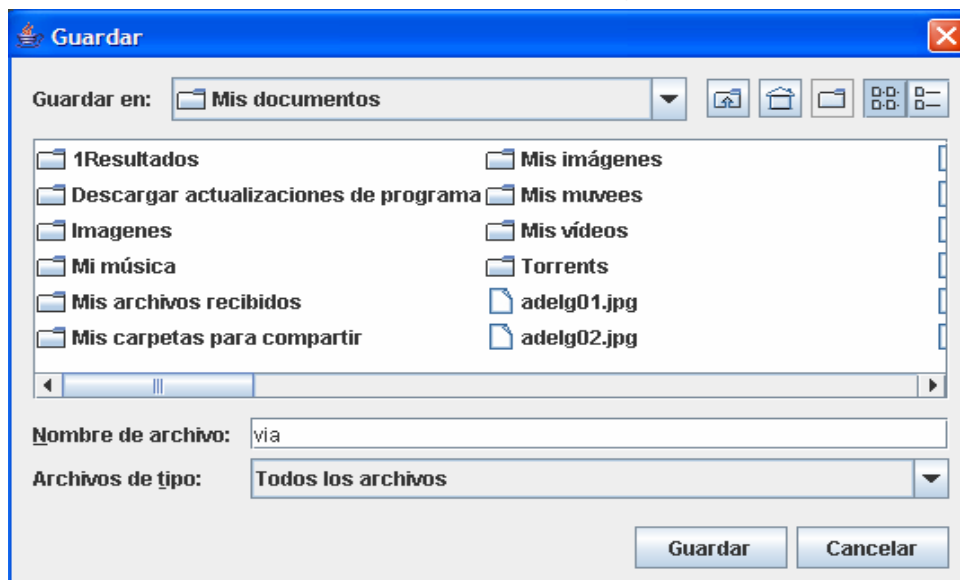 Guardar
Guardar en: Mis documentos
1Resultados
Descargar actualizaciones de programa
Imagenes
Mi música
Mis archivos recibidos
Mis carpetas para compartir
Mis imágenes
Mis muvees
Mis vídeos
Torrents
adelg01.jpg
adelg02.jpg
Nombre de archivo: via
Archivos de tipo: Todos los archivos
Guardar Cancelar